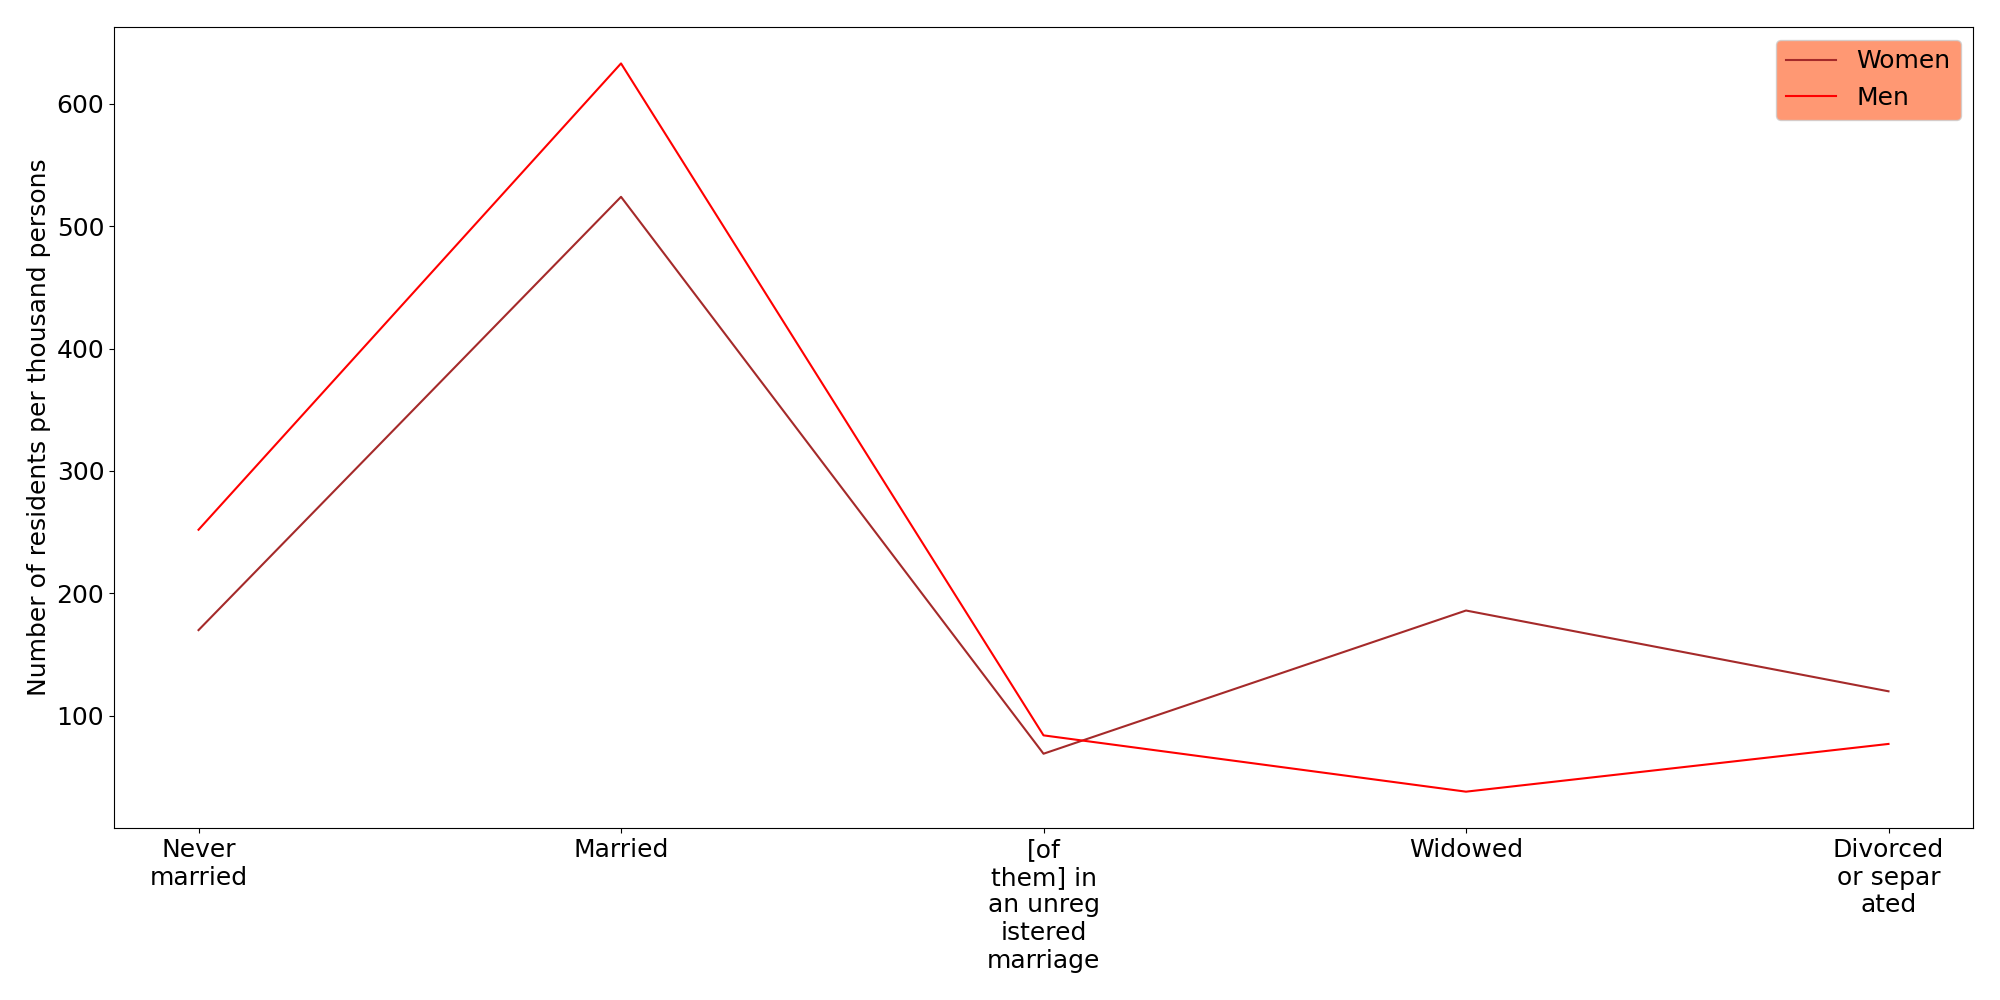 Number of residents per thousand persons
600
500
400
300
200
100
Women
Men
Never
married
Married
[of
them] in
an unreg
istered
marriage
Widowed
Divorced
or separ
ated